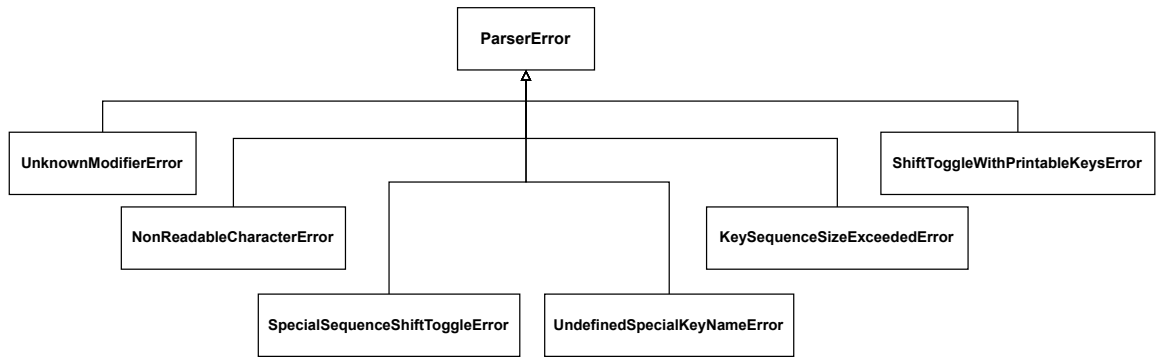 ParserError
UnknownModifierError
ShiftToggleWithPrintableKeysError
NonReadableCharacterError
KeySequenceSizeExceededError
SpecialSequenceShiftToggleError
UndefinedSpecialKeyNameError